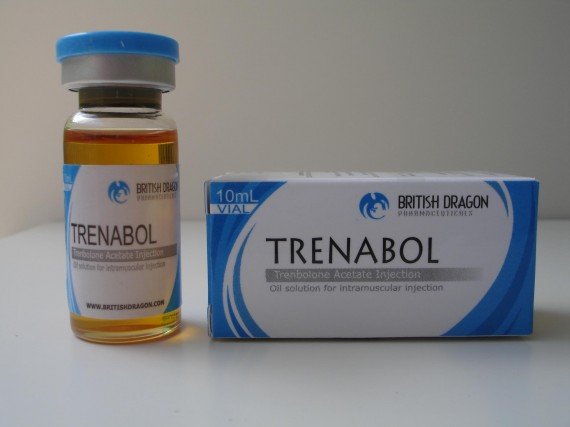 BRITISH DRAGON
PHARMACEUTICALS
TRENABOL
Trenbolone Acetate Injection
Oil solution for intramuscular injection
WWW.BRITISHDRAGON.COM
10mL
VIAL
BRITISH DRAGON
PHARMACEUTICALS
TRENABOL
Trenbolone Acetate Injection
Oil solution for intramuscular injection